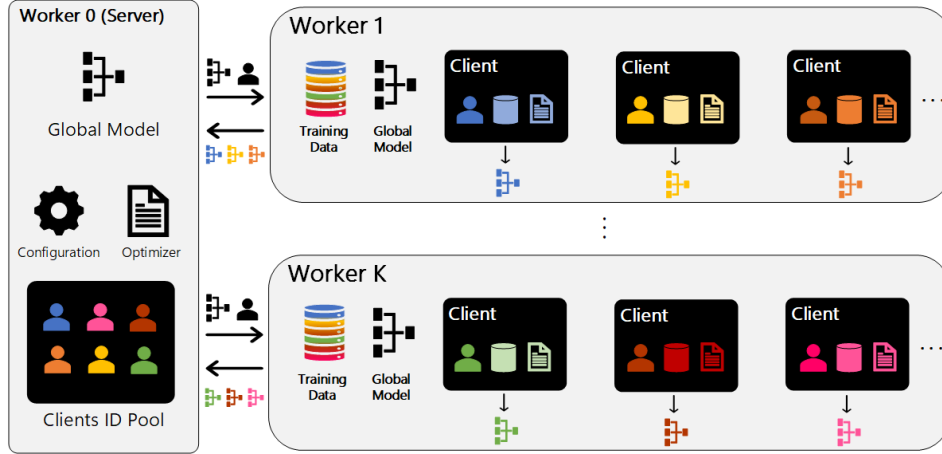 Worker 0 (Server)
Global Model
Configuration
Optimizer
Clients ID Pool
Worker 1
Training
Data
Global
Model
Client
Client
Client
...
⋮
Worker K
Training
Data
Global
Model
Client
Client
Client
...